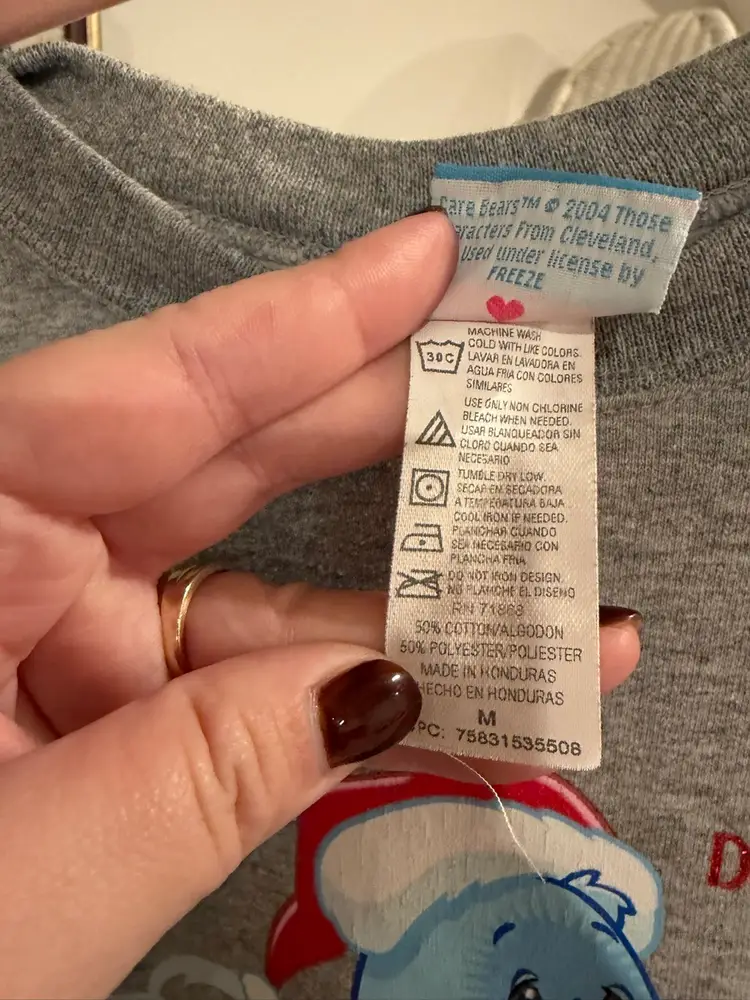 Care Bears™ © 2004 Those
Characters From Cleveland,
Used under license by
FREEZE
30C
MACHINE WASH
COLD WITH LIKE COLORS.
LAVAR EN LAVADORA EN
AGUA FRIA CON COLORES
SIMILARES
USE ONLY NON CHLORINE
BLEACH WHEN NEEDED.
USAR BLANQUEADOR SIN
CLORO CUANDO SEA
NECESARIO
TUMBLE DRY LOW.
SECAR EN SECADORA
A TEMPERATURA BAJA
COOL IRON IF NEEDED.
PLANCHAR CUANDO
SEA NECESARIO CON
PLANCHA FRIA
DO NOT IRON DESIGN.
NO PLANCHE EL DISENO
RN
50% COTTON/ALGODON
50% POLYESTER/POLIESTER
MADE IN HONDURAS
HECHO EN HONDURAS
M
PC: 75831535508
D